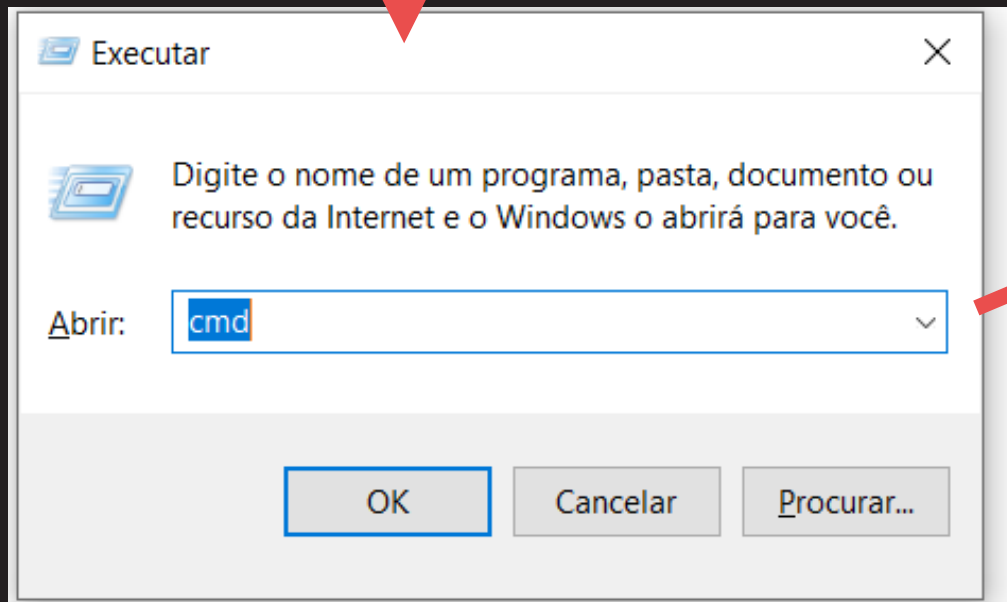 Executar
Digite o nome de um programa, pasta, documento ou
recurso da Internet e o Windows o abrirá para você.
Abrir: cmd
OK Cancelar Procurar...